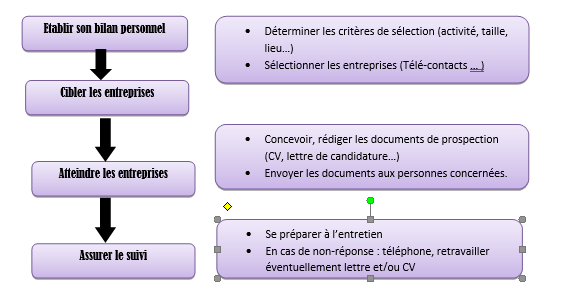 Etablir son bilan personnel
Cibler les entreprises
Atteindre les entreprises
Assurer le suivi
• Déterminer les critères de sélection (activité, taille,
lieu...)
• Sélectionner les entreprises (Télé-contacts ... )
• Concevoir, rédiger les documents de prospection
(CV, lettre de candidature...)
• Envoyer les documents aux personnes concernées.
• Se préparer à l'entretien
• En cas de non-réponse : téléphone, retravailler
éventuellement lettre et/ou CV